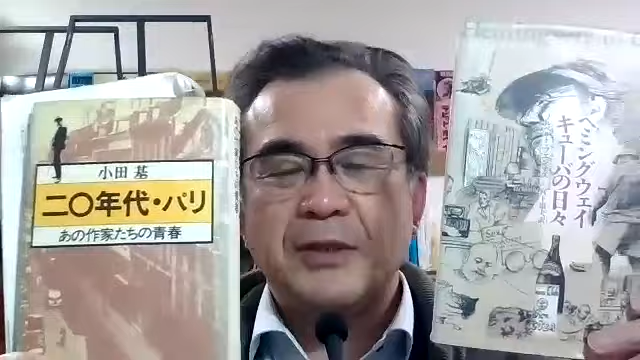 小田 基
二〇年代・パリ
あの作家たちの青春
Hemingway
ヘミングウェイ
キューバの日々